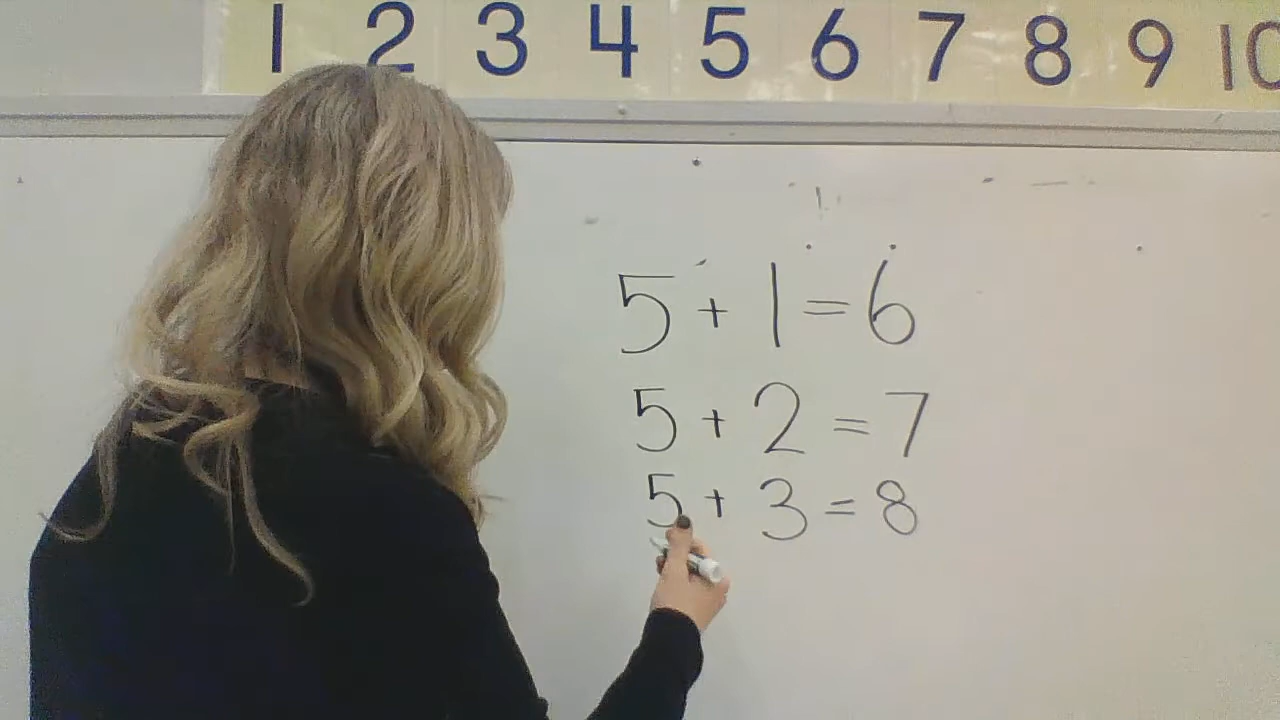 1 2 3 4 5 6 7 8 9 10
5 + 1 = 6
5 + 2 = 7
5 + 3 = 8